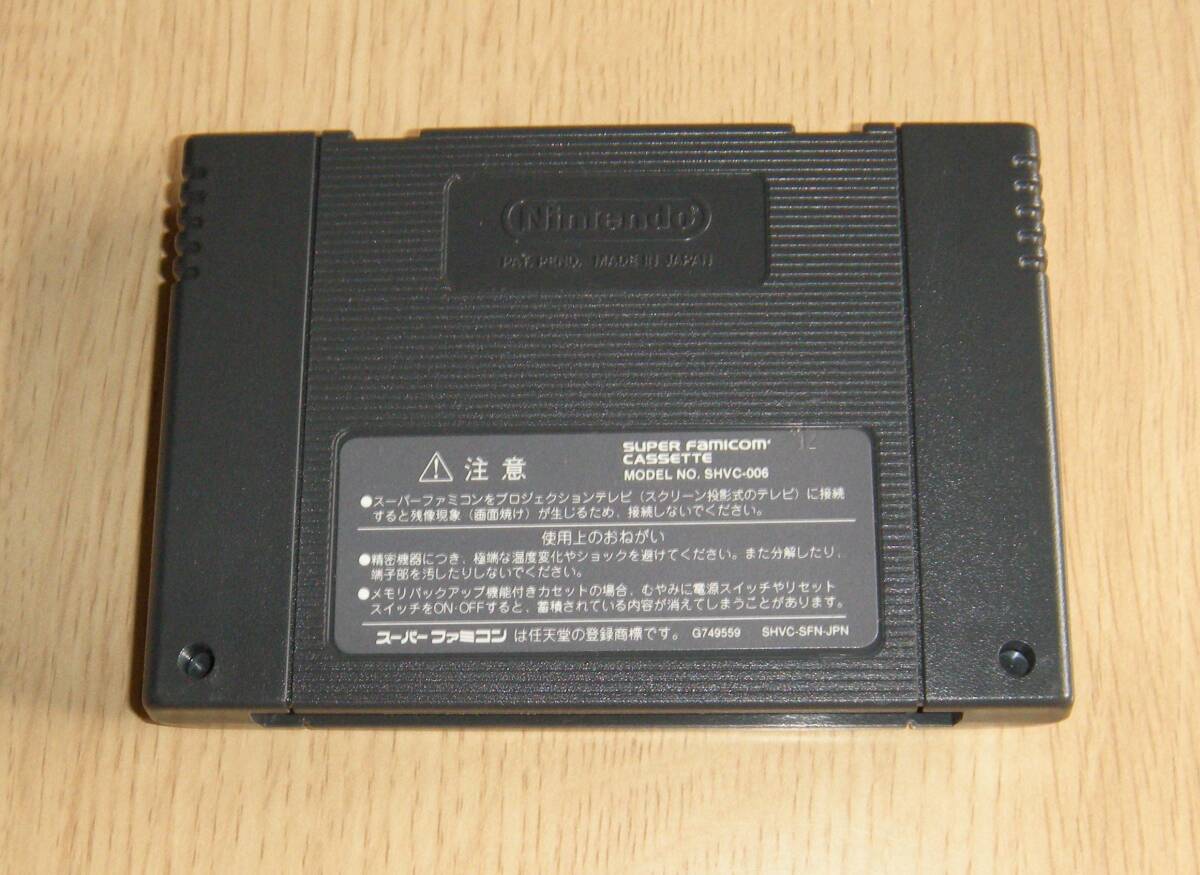 Nintendo®
PAT. PEND. MADE IN JAPAN
12
⚠ 注意
SUPER FAMICOM
CASSETTE
MODEL NO. SHVC-006
●スーパーファミコンをプロジェクションテレビ（スクリーン投影式のテレビ）に接続
すると残像現象（画面焼け）が生じるため、接続しないでください。
使用上のおねがい
●精密機器につき、極端な温度変化やショックを避けてください。また分解したり、
端子部を汚したりしないでください。
●メモリバックアップ機能付きカセットの場合、むやみに電源スイッチやリセット
スイッチをON·OFFすると、蓄積されている内容が消えてしまうことがあります。
スーパーファミコン は任天堂の登録商標です。 G749559 SHVC-SFN-JPN